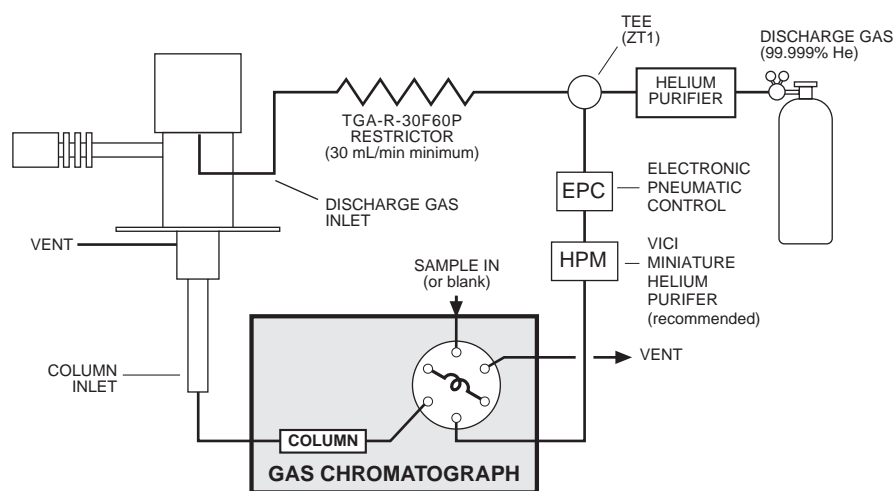 TEE
(ZT1)
DISCHARGE GAS
(99.999% He)
HELIUM
PURIFIER
TGA-R-30F60P
RESTRICTOR
(30 mL/min minimum)
DISCHARGE GAS
INLET
EPC
ELECTRONIC
PNEUMATIC
CONTROL
VENT
HPM
VICI
MINIATURE
HELIUM
PURIFER
(recommended)
SAMPLE IN
(or blank)
VENT
COLUMN
INLET
COLUMN
GAS CHROMATOGRAPH